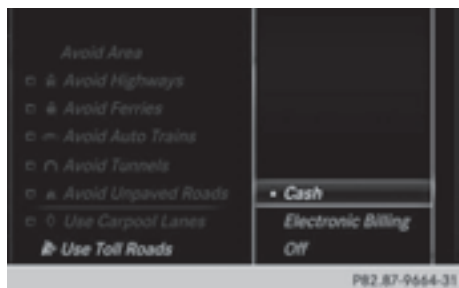 Avoid Area
Avoid Highways
Avoid Ferries
Avoid Auto Trains
Avoid Tunnels
Avoid Unpaved Roads
Use Carpool Lanes
Use Toll Roads
• Cash
Electronic Billing
Off
P82.87-9664-31